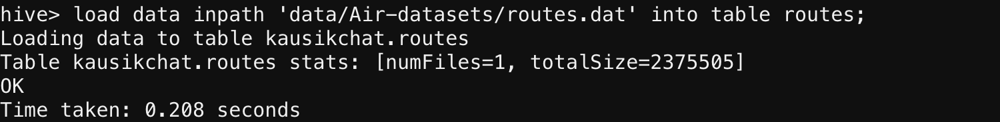 hive> load data inpath 'data/Air-datasets/routes.dat' into table routes;
Loading data to table kausikchat.routes
Table kausikchat.routes stats: [numFiles=1, totalSize=2375505]
OK
Time taken: 0.208 seconds